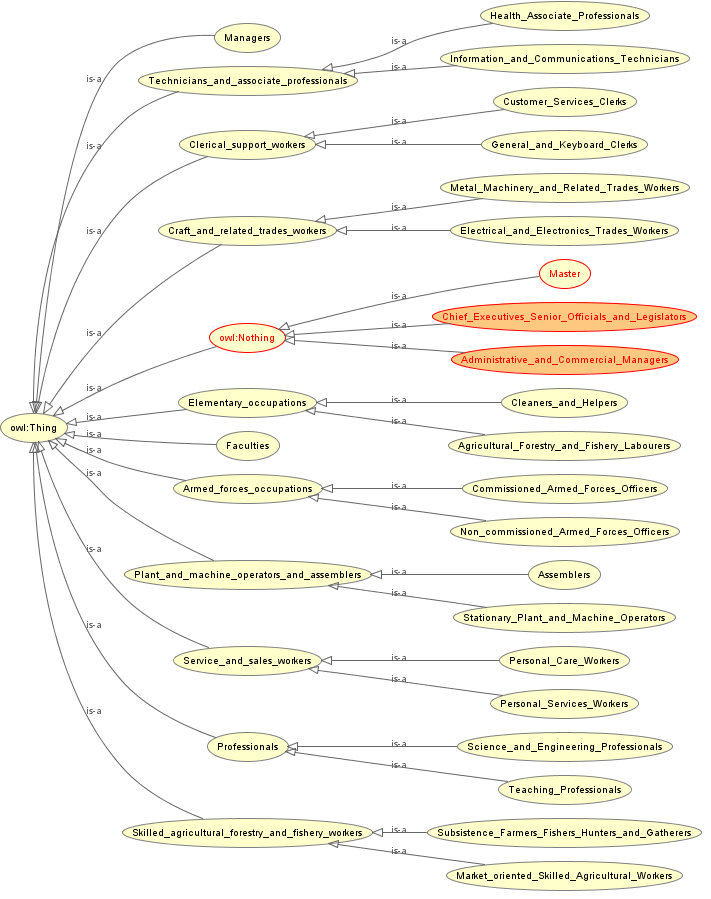 Health_Associate_Professionals
Managers
is-a
Information_and_Communications_Technicians
is-a
is-a
Technicians_and_associate_professionals
Customer_Services_Clerks
is-a
is-a
Clerical_support_workers
is-a
General_and_Keyboard_Clerks
Metal_Machinery_and_Related_Trades_Workers
is-a
is-a
Craft_and_related_trades_workers
is-a
Electrical_and_Electronics_Trades_Workers
Master
is-a
Chief_Executives_Senior_Officials_and_Legislators
is-a
is-a
owl:Nothing
is-a
Administrative_and_Commercial_Managers
is-a
Elementary_occupations
is-a
Cleaners_and_Helpers
is-a
is-a
owl:Thing
is-a
Faculties
Agricultural_Forestry_and_Fishery_Labourers
is-a
is-a
Armed_forces_occupations
is-a
Commissioned_Armed_Forces_Officers
is-a
Non_commissioned_Armed_Forces_Officers
is-a
Plant_and_machine_operators_and_assemblers
is-a
Assemblers
is-a
Stationary_Plant_and_Machine_Operators
is-a
Service_and_sales_workers
is-a
Personal_Care_Workers
is-a
Personal_Services_Workers
is-a
Professionals
is-a
Science_and_Engineering_Professionals
is-a
Teaching_Professionals
Skilled_agricultural_forestry_and_fishery_workers
is-a
Subsistence_Farmers_Fishers_Hunters_and_Gatherers
is-a
Market_oriented_Skilled_Agricultural_Workers